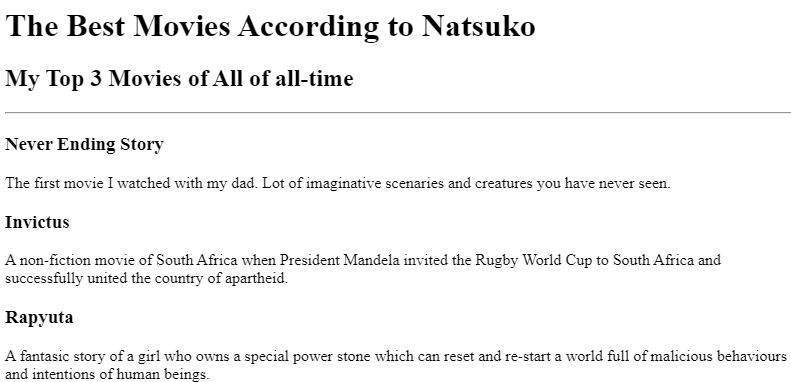 The Best Movies According to Natsuko
My Top 3 Movies of All of all-time
Never Ending Story
The first movie I watched with my dad. Lot of imaginative scenaries and creatures you have never seen.
Invictus
A non-fiction movie of South Africa when President Mandela invited the Rugby World Cup to South Africa and
successfully united the country of apartheid.
Rapyuta
A fantasic story of a girl who owns a special power stone which can reset and re-start a world full of malicious behaviours
and intentions of human beings.